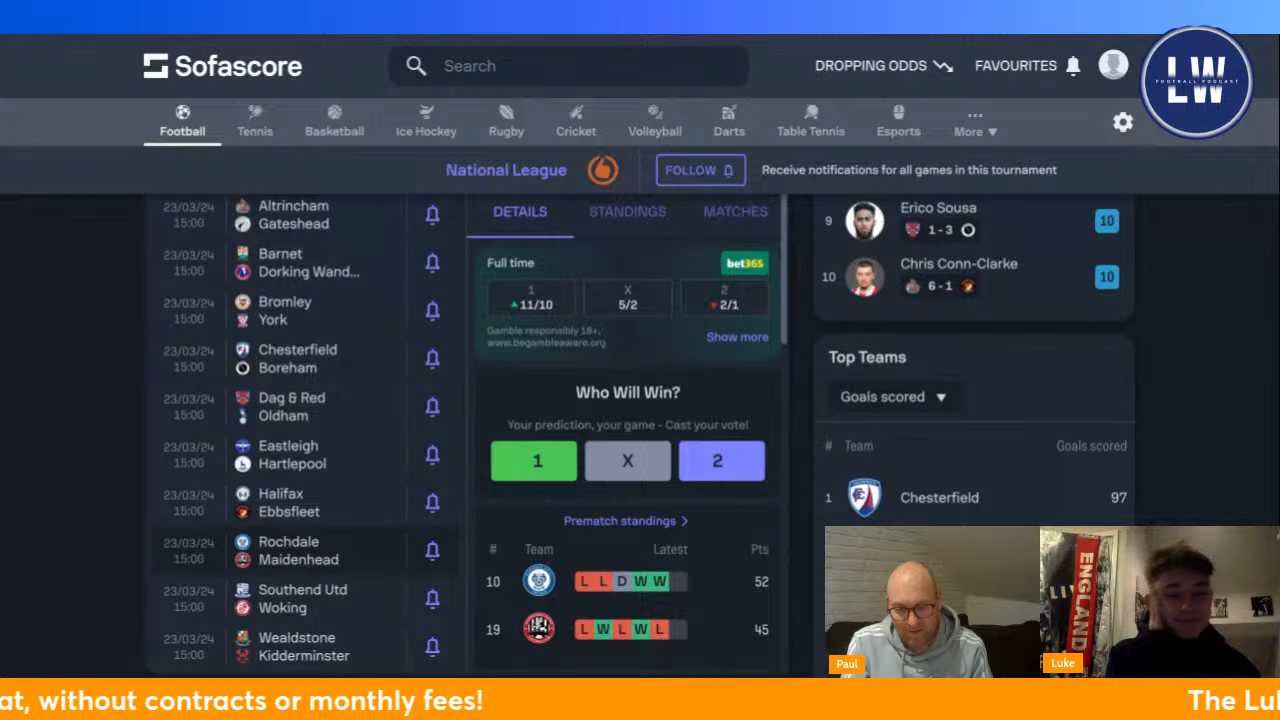 Sofascore
Search
DROPPING ODDS
FAVOURITES
LW
FOOTBALL PODCAST
Football
Tennis
Basketball
Ice Hockey
Rugby
Cricket
Volleyball
Darts
Table Tennis
Esports
More
National League
FOLLOW
Receive notifications for all games in this tournament
23/03/24 Altrincham
15:00 Gateshead
23/03/24 Barnet
15:00 Dorking Wand...
23/03/24 Bromley
15:00 York
23/03/24 Chesterfield
15:00 Boreham
23/03/24 Dag & Red
15:00 Oldham
23/03/24 Eastleigh
15:00 Hartlepool
23/03/24 Halifax
15:00 Ebbsfleet
23/03/24 Rochdale
15:00 Maidenhead
23/03/24 Southend Utd
15:00 Woking
23/03/24 Wealdstone
15:00 Kidderminster
DETAILS STANDINGS MATCHES
Full time bet365
1 X 2
11/10 5/2 2/1
Gamble responsibly 18+,
www.begambleaware.org
Show more
Who Will Win?
Your prediction, your game - Cast your vote!
1 X 2
Prematch standings
# Team Latest Pts
10 L L D W W 52
19 L W L W L 45
9 Erico Sousa 10
1 - 3
10 Chris Conn-Clarke 10
6 - 1
Top Teams
Goals scored
# Team Goals scored
1 Chesterfield 97
ENGLAND
Paul
Luke
at, without contracts or monthly fees!
The Lu